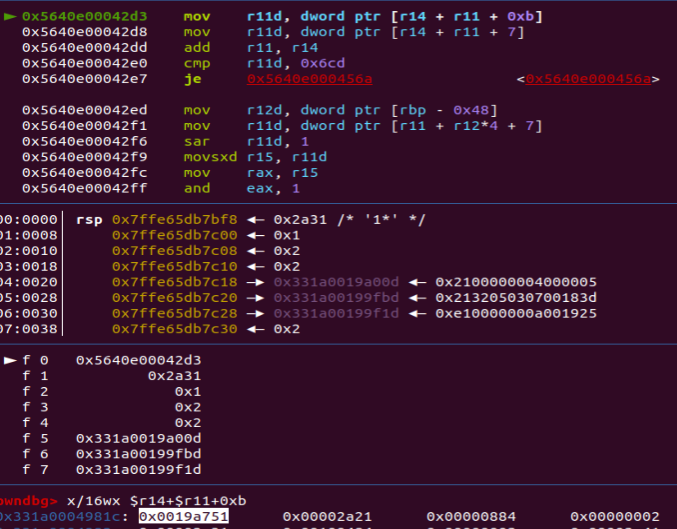 ► 0x5640e00042d3 mov r11d, dword ptr [r14 + r11 + 0xb]
0x5640e00042d8 mov r11d, dword ptr [r14 + r11 + 7]
0x5640e00042dd add r11, r14
0x5640e00042e0 cmp r11d, 0x6cd
0x5640e00042e7 je 0x5640e000456a <0x5640e000456a>
0x5640e00042ed mov r12d, dword ptr [rbp - 0x48]
0x5640e00042f1 mov r11d, dword ptr [r11 + r12*4 + 7]
0x5640e00042f6 sar r11d, 1
0x5640e00042f9 movsxd r15, r11d
0x5640e00042fc mov rax, r15
0x5640e00042ff and eax, 1
00:0000│ rsp 0x7ffe65db7bf8 ◄— 0x2a31 /* '1*' */
01:0008│ 0x7ffe65db7c00 ◄— 0x1
02:0010│ 0x7ffe65db7c08 ◄— 0x2
03:0018│ 0x7ffe65db7c10 ◄— 0x2
04:0020│ 0x7ffe65db7c18 —► 0x331a0019a00d ◄— 0x2100000004000005
05:0028│ 0x7ffe65db7c20 —► 0x331a00199fbd ◄— 0x213205030700183d
06:0030│ 0x7ffe65db7c28 —► 0x331a00199f1d ◄— 0xe10000000a001925
07:0038│ 0x7ffe65db7c30 ◄— 0x2
► f 0 0x5640e00042d3
f 1 0x2a31
f 2 0x1
f 3 0x2
f 4 0x2
f 5 0x331a0019a00d
f 6 0x331a00199fbd
f 7 0x331a00199f1d
pwndbg> x/16wx $r14+$r11+0xb
0x331a0004981c: 0x0019a751 0x00002a21 0x00000884 0x00000002